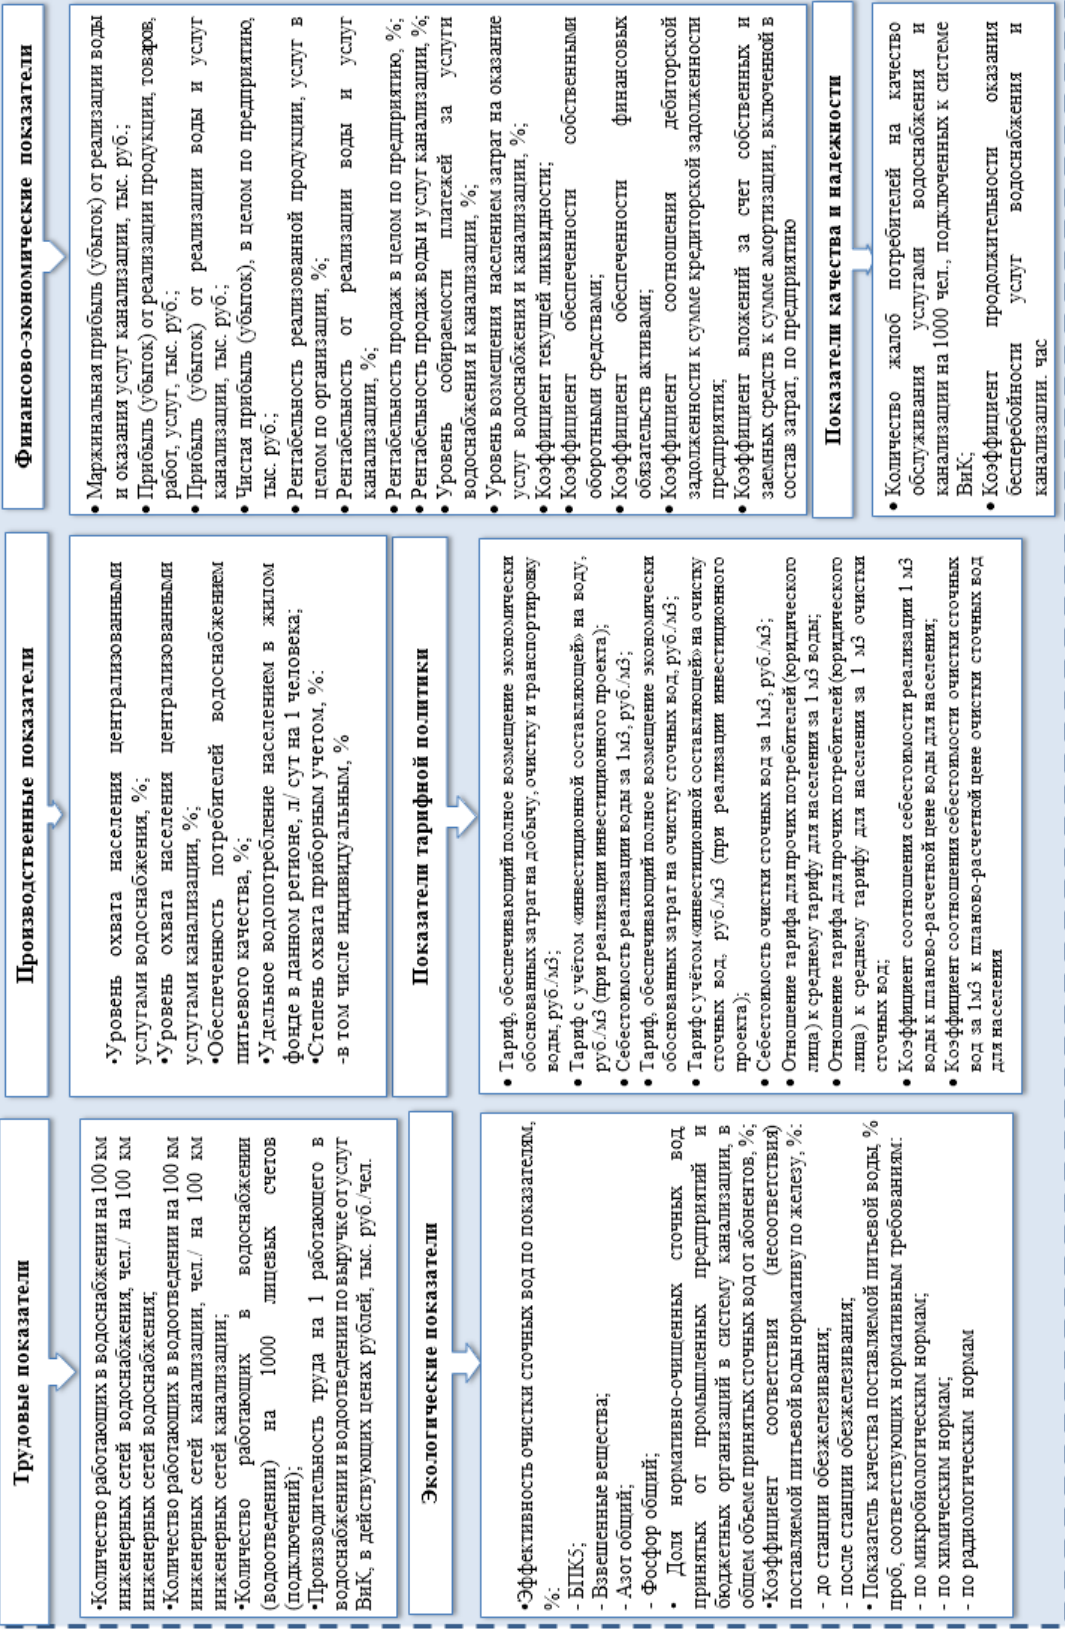 Трудовые показатели
•Количество работающих в водоснабжении на 100 км
инженерных сетей водоснабжения, чел./ на 100 км
инженерных сетей водоснабжения;
•Количество работающих в водоотведении на 100 км
инженерных сетей канализации, чел./ на 100 км
инженерных сетей канализации;
•Количество работающих в водоснабжении
(водоотведении) на 1000 лицевых счетов
(подключений);
•Производительность труда на 1 работающего в
водоснабжении и водоотведении по выручке от услуг
ВиК, в действующих ценах рублей, тыс. руб./чел.
Экологические показатели
•Эффективность очистки сточных вод по показателям,
%:
- БПК5;
- Взвешенные вещества;
- Азот общий;
- Фосфор общий;
• Доля нормативно-очищенных сточных вод,
принятых от промышленных предприятий и
бюджетных организаций в систему канализации, в
общем объеме принятых сточных вод от абонентов, %;
•Коэффициент соответствия (несоответствия)
поставляемой питьевой воды нормативу по железу, %:
- до станции обезжелезивания;
- после станции обезжелезивания;
• Показатель качества поставляемой питьевой воды, %
проб, соответствующих нормативным требованиям:
- по микробиологическим нормам;
- по химическим нормам;
- по радиологическим нормам
Производственные показатели
•Уровень охвата населения централизованными
услугами водоснабжения, %;
•Уровень охвата населения централизованными
услугами канализации, %;
•Обеспеченность потребителей водоснабжением
питьевого качества, %;
•Удельное водопотребление населением в жилом
фонде в данном регионе, л/ сут на 1 человека;
•Степень охвата приборным учетом, %:
-в том числе индивидуальным, %
Показатели тарифной политики
• Тариф, обеспечивающий полное возмещение экономически
обоснованных затрат на добычу, очистку и транспортировку
воды, руб./м3;
• Тариф с учётом «инвестиционной составляющей» на воду,
руб./м3 (при реализации инвестиционного проекта);
• Себестоимость реализации воды за 1м3, руб./м3;
• Тариф, обеспечивающий полное возмещение экономически
обоснованных затрат на очистку сточных вод, руб./м3;
• Тариф с учётом «инвестиционной составляющей» на очистку
сточных вод, руб./м3 (при реализации инвестиционного
проекта);
• Себестоимость очистки сточных вод за 1м3, руб./м3;
• Отношение тарифа для прочих потребителей (юридического
лица) к среднему тарифу для населения за 1 м3 воды;
• Отношение тарифа для прочих потребителей (юридического
лица) к среднему тарифу для населения за 1 м3 очистки
сточных вод;
• Коэффициент соотношения себестоимости реализации 1 м3
воды к планово-расчетной цене воды для населения;
• Коэффициент соотношения себестоимости очистки сточных
вод за 1м3 к планово-расчетной цене очистки сточных вод
для населения
Финансово-экономические показатели
• Маржинальная прибыль (убыток) от реализации воды
и оказания услуг канализации, тыс. руб.;
• Прибыль (убыток) от реализации продукции, товаров,
работ, услуг, тыс. руб.;
• Прибыль (убыток) от реализации воды и услуг
канализации, тыс. руб.;
• Чистая прибыль (убыток), в целом по предприятию,
тыс. руб.;
• Рентабельность реализованной продукции, услуг в
целом по организации, %;
• Рентабельность от реализации воды и услуг
канализации, %;
• Рентабельность продаж в целом по предприятию, %;
• Рентабельность продаж воды и услуг канализации, %;
• Уровень собираемости платежей за услуги
водоснабжения и канализации, %;
• Уровень возмещения населением затрат на оказание
услуг водоснабжения и канализации, %;
• Коэффициент текущей ликвидности;
• Коэффициент обеспеченности собственными
оборотными средствами;
• Коэффициент обеспеченности финансовых
обязательств активами;
• Коэффициент соотношения дебиторской
задолженности к сумме кредиторской задолженности
предприятия;
• Коэффициент вложений за счет собственных и
заемных средств к сумме амортизации, включенной в
состав затрат, по предприятию
Показатели качества и надежности
• Количество жалоб потребителей на качество
обслуживания услугами водоснабжения и
канализации на 1000 чел., подключенных к системе
ВиК;
• Коэффициент продолжительности оказания
бесперебойности услуг водоснабжения и
канализации. час